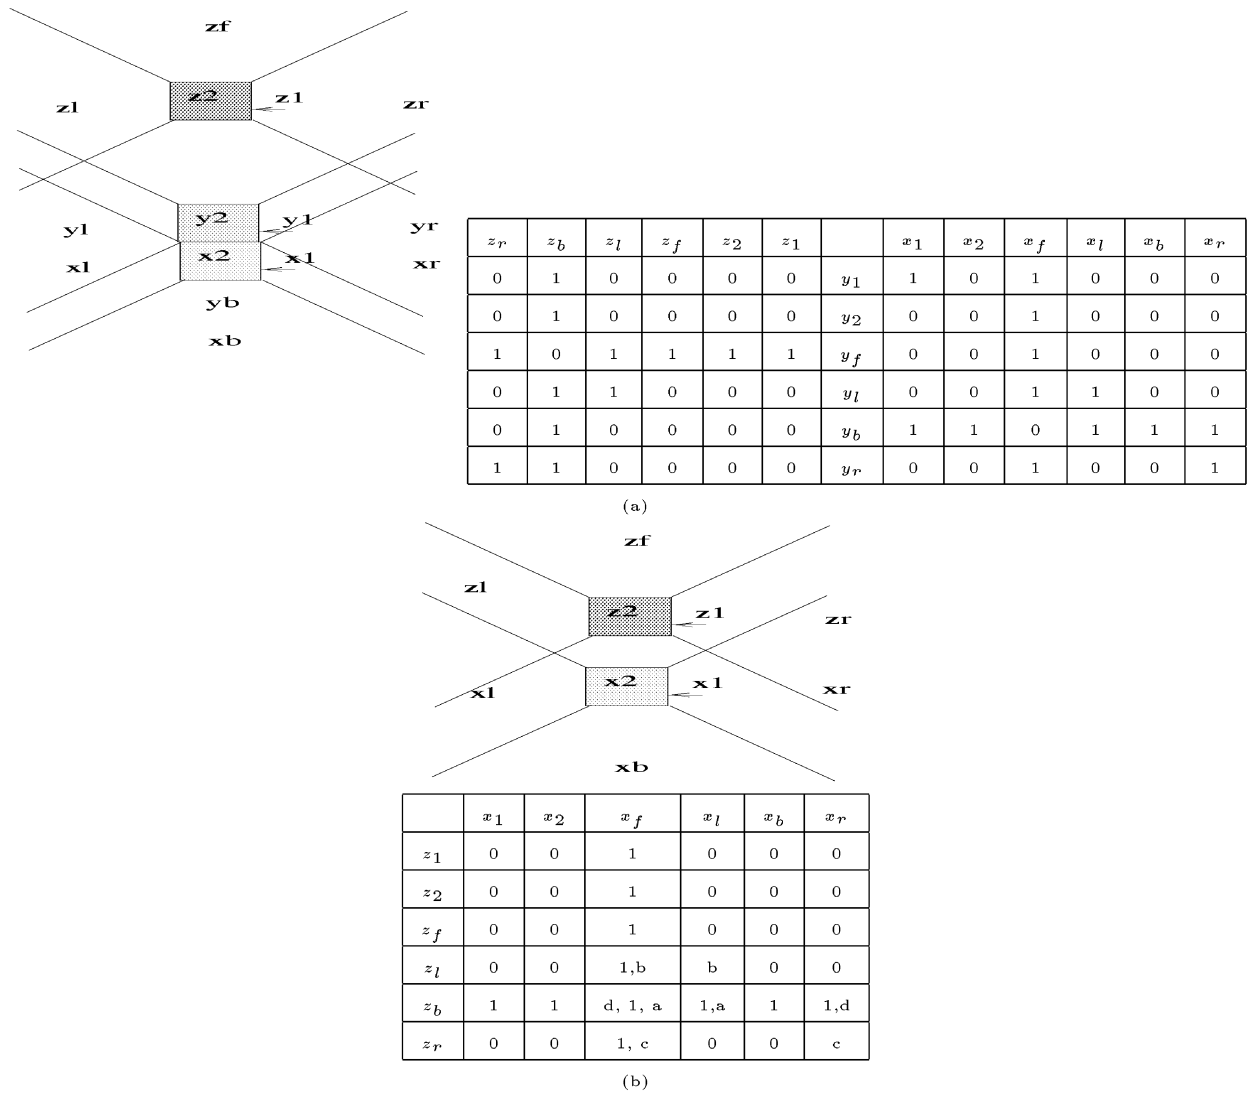 zf
z2 z1
zl zr
y2 y1
yl yr
x2 x1
xl xr
yb
xb
z_r z_b z_l z_f z_2 z_1 x_1 x_2 x_f x_l x_b x_r
0 1 0 0 0 0 y_1 1 0 1 0 0 0
0 1 0 0 0 0 y_2 0 0 1 0 0 0
1 0 1 1 1 1 y_f 0 0 1 0 0 0
0 1 1 0 0 0 y_l 0 0 1 1 0 0
0 1 0 0 0 0 y_b 1 1 0 1 1 1
1 1 0 0 0 0 y_r 0 0 1 0 0 1
(a)
zf
zl
z2 z1
zr
x2 x1
xl xr
xb
x_1 x_2 x_f x_l x_b x_r
z_1 0 0 1 0 0 0
z_2 0 0 1 0 0 0
z_f 0 0 1 0 0 0
z_l 0 0 1,b b 0 0
z_b 1 1 d, 1, a 1,a 1 1,d
z_r 0 0 1, c 0 0 c
(b)